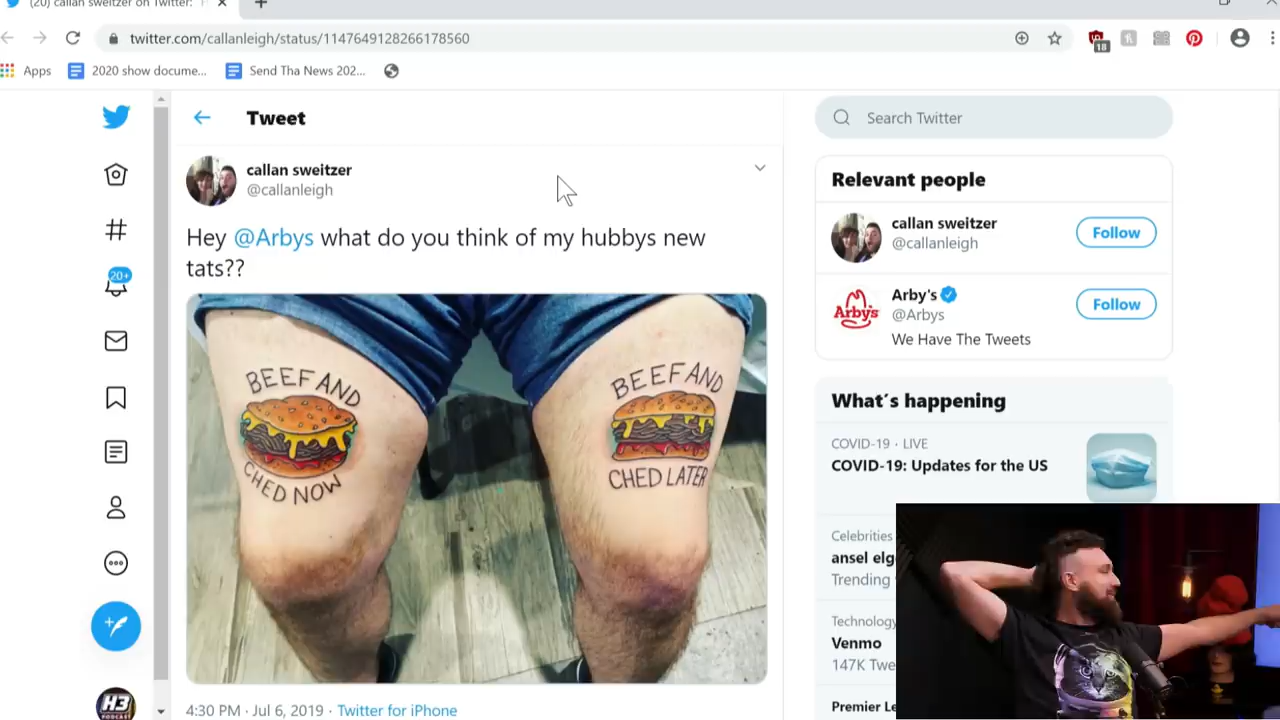 (20) callan sweitzer on Twitter:
twitter.com/callanleigh/status/1147649128266178560
18
Apps
2020 show docume...
Send Tha News 202...
Tweet
Search Twitter
callan sweitzer
@callanleigh
Hey @Arbys what do you think of my hubbys new
tats??
BEEF AND
CHED NOW
BEEF AND
CHED LATER
4:30 PM · Jul 6, 2019 · Twitter for iPhone
20+
H3
PODCAST
Relevant people
callan sweitzer
@callanleigh
Follow
Arbys
Arby's
@Arbys
Follow
We Have The Tweets
What's happening
COVID-19 · LIVE
COVID-19: Updates for the US
Celebrities
ansel elg
Trending
Technology
Venmo
147K Twe
Premier Le